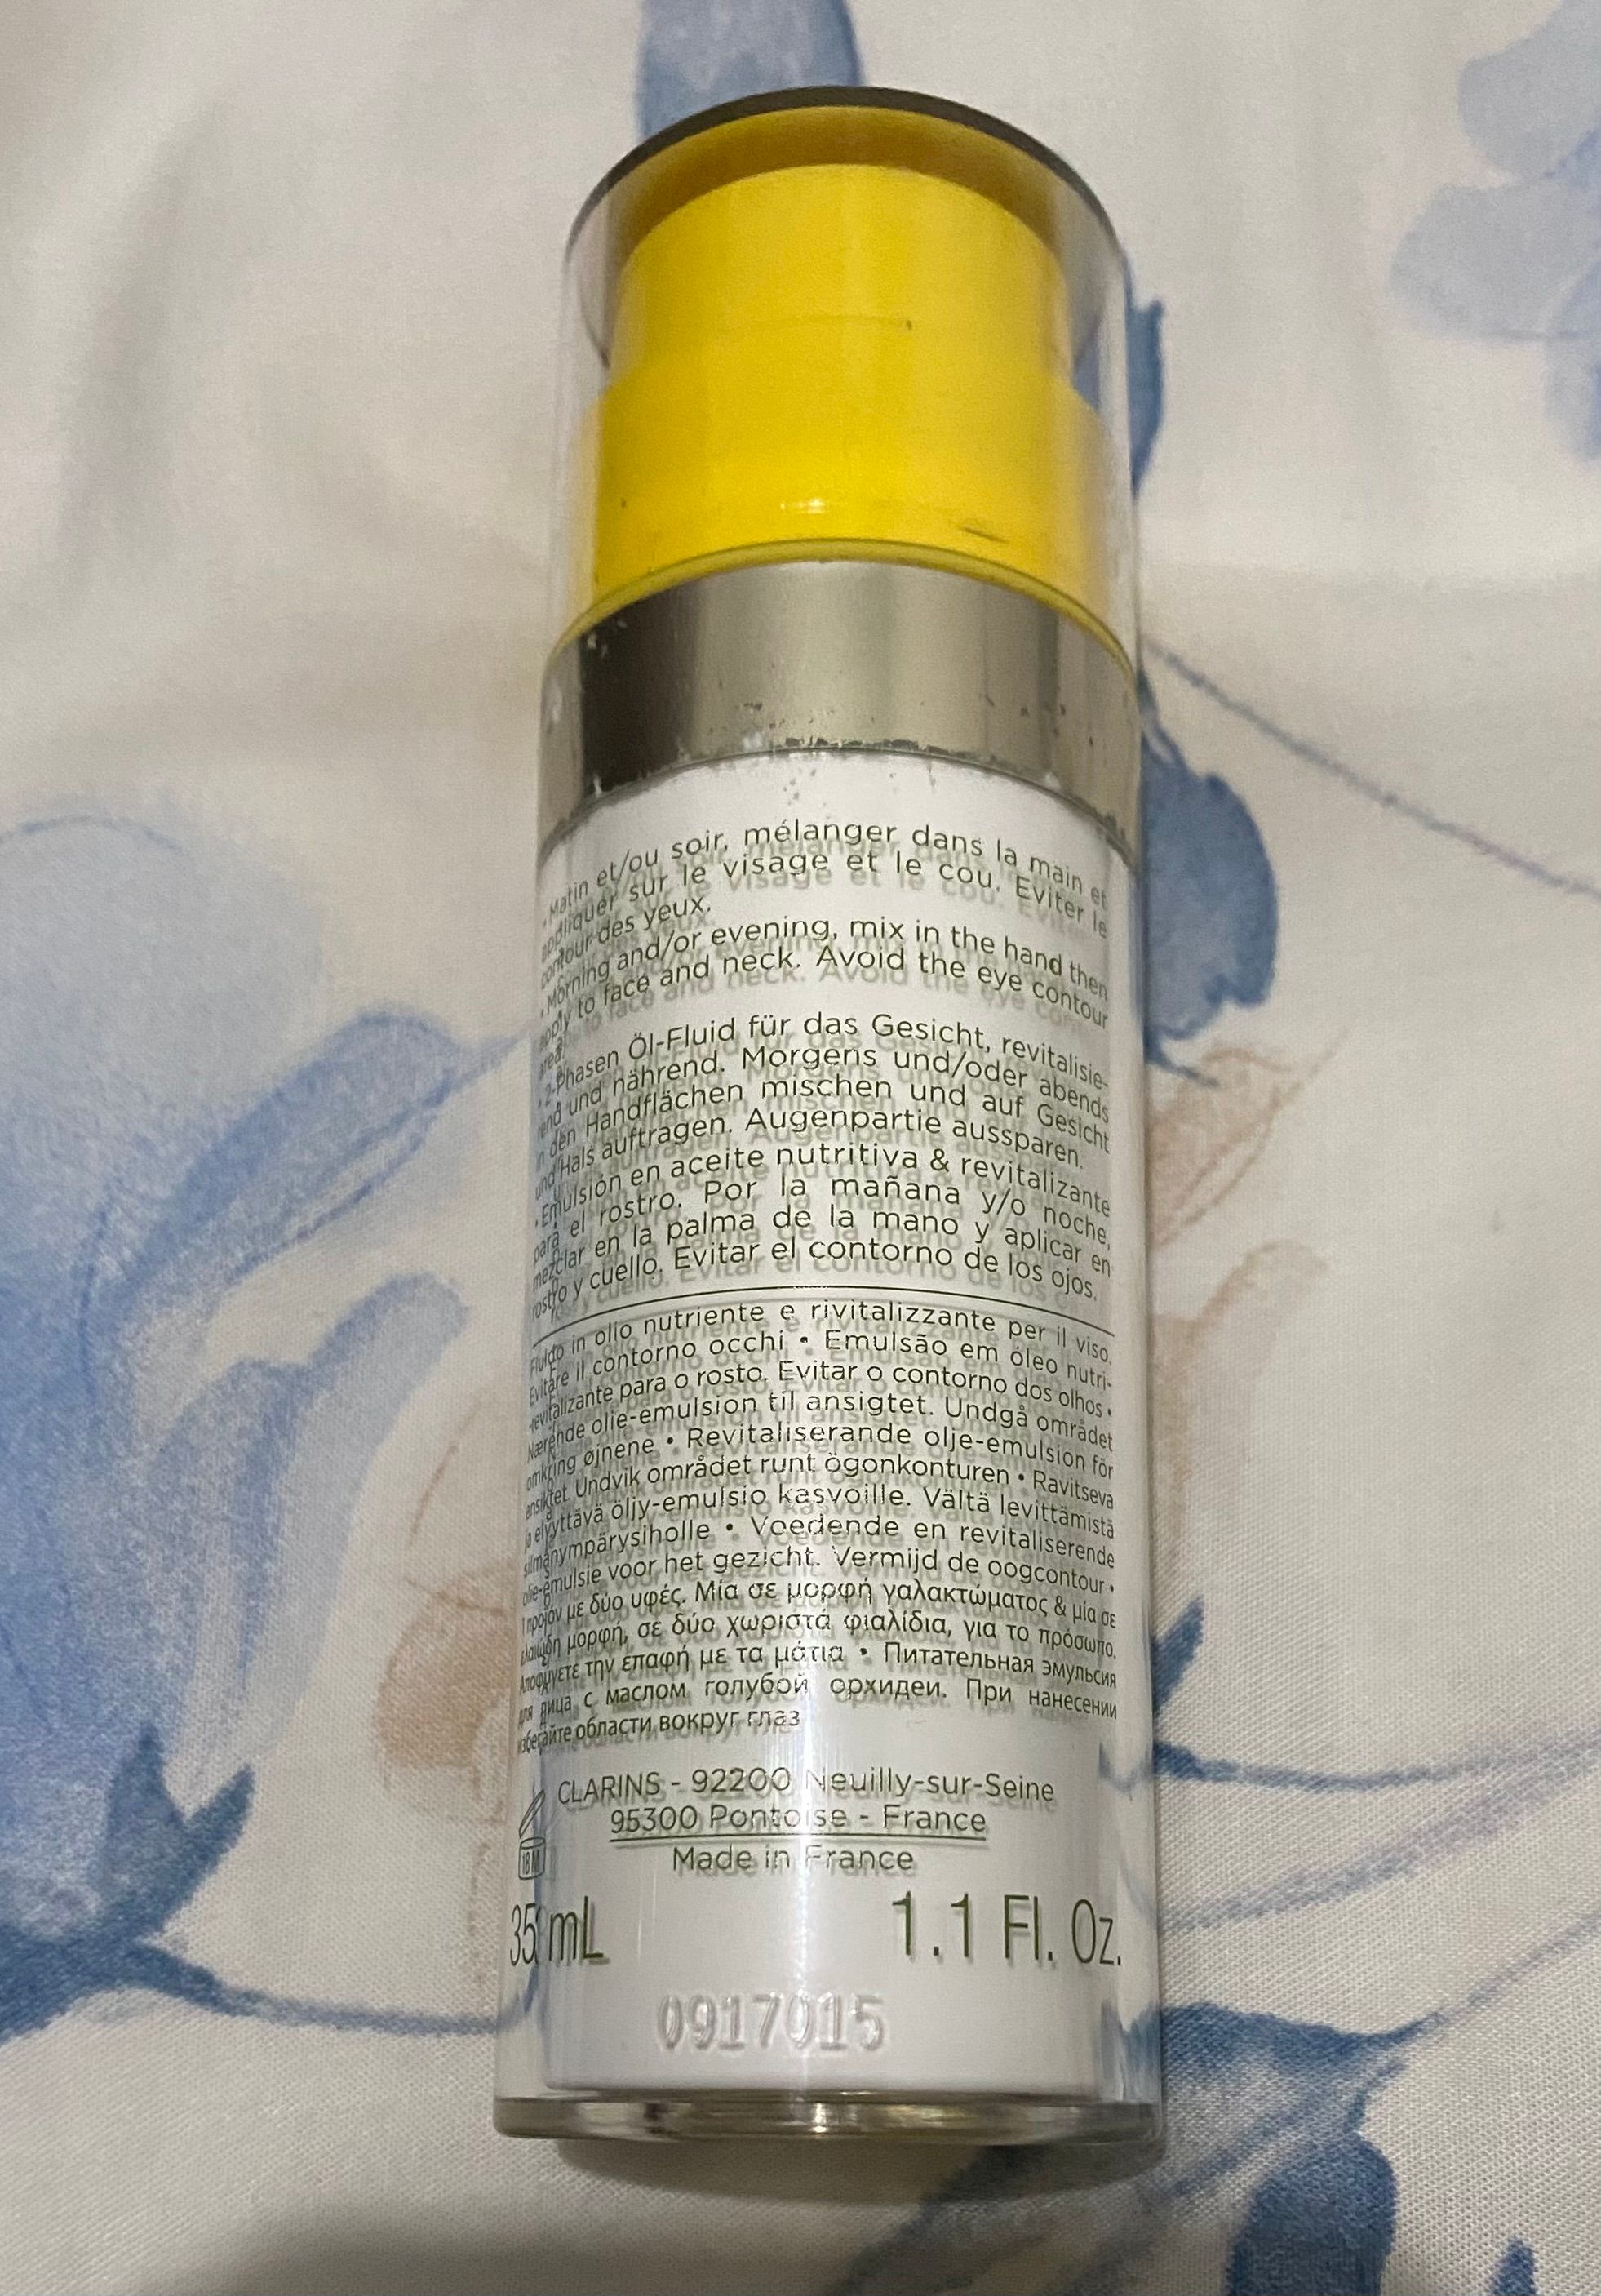 • Matin et/ou soir, mélanger dans la main et
appliquer sur le visage et le cou. Eviter le
contour des yeux.
• Morning and/or evening, mix in the hand then
apply to face and neck. Avoid the eye contour
area.
• 2-Phasen Öl-Fluid für das Gesicht, revitalisie-
rend und nährend. Morgens und/oder abends
in den Handflächen mischen und auf Gesicht
und Hals auftragen. Augenpartie aussparen.
• Emulsión en aceite nutritiva & revitalizante
para el rostro. Por la mañana y/o noche,
mezclar en la palma de la mano y aplicar en
rostro y cuello. Evitar el contorno de los ojos.
Fluido in olio nutriente e rivitalizzante per il viso.
Evitare il contorno occhi • Emulsão em óleo nutri-
-revitalizante para o rosto. Evitar o contorno dos olhos •
Nærende olie-emulsion til ansigtet. Undgå området
omkring øjnene • Revitaliserande olje-emulsion för
ansiktet. Undvik området runt ögonkonturen • Ravitseva
ja elvyttävä öljy-emulsio kasvoille. Vältä levittämistä
silmänympärysiholle • Voedende en revitaliserende
olie-emulsie voor het gezicht. Vermijd de oogcontour •
1 προϊόν με δύο υφές. Μία σε μορφή γαλακτώματος & μία σε
ελαιώδη μορφή, σε δύο χωριστά φιαλίδια, για το πρόσωπο.
Αποφύγετε την επαφή με τα μάτια • Питательная эмульсия
для лица с маслом голубой орхидеи. При нанесении
избегайте области вокруг глаз
CLARINS - 92200 Neuilly-sur-Seine
95300 Pontoise - France
18 M Made in France
35 mL 1.1 Fl. Oz.
0917015